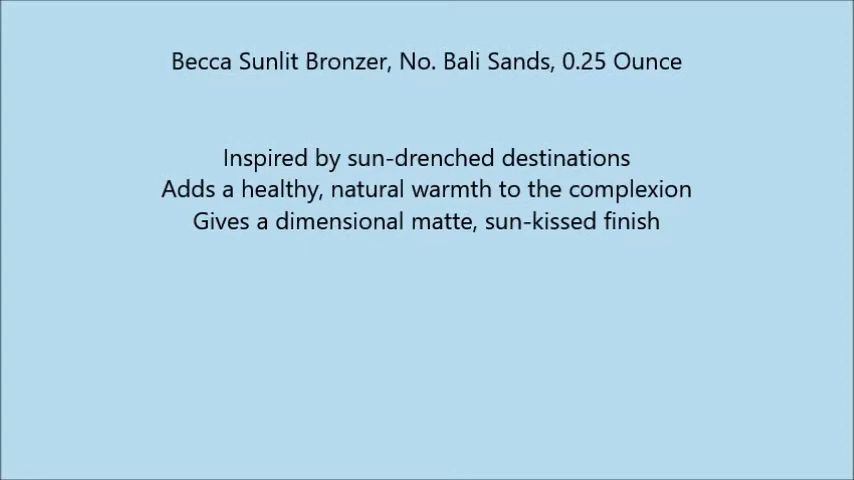 Becca Sunlit Bronzer, No. Bali Sands, 0.25 Ounce
Inspired by sun-drenched destinations
Adds a healthy, natural warmth to the complexion
Gives a dimensional matte, sun-kissed finish